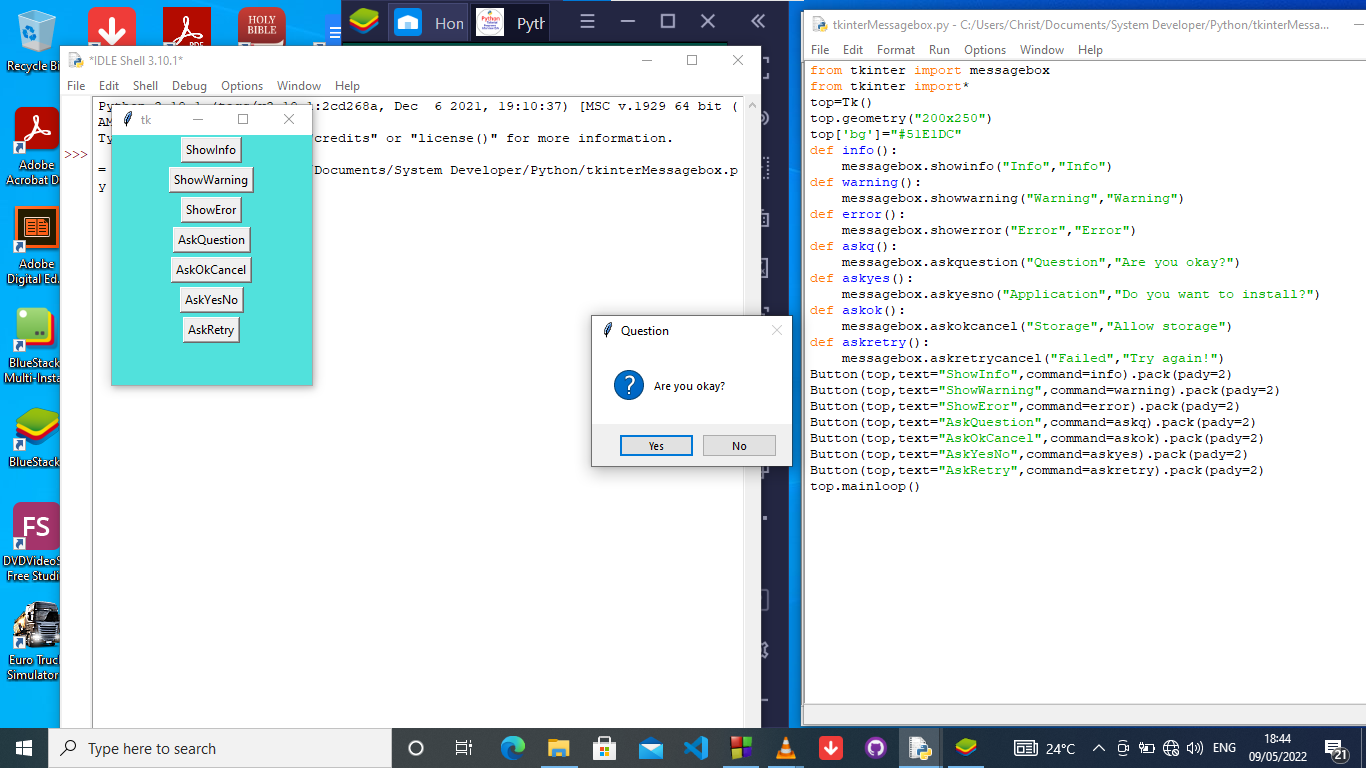 Recycle Bi
HOLY
BIBLE
Hom
Pyth
Adobe
Acrobat D
Adobe
Digital Ed.
BlueStack
Multi-Insta
BlueStack
FS
DVDVideoS
Free Studi
Euro Truck
Simulator
*IDLE Shell 3.10.1*
File Edit Shell Debug Options Window Help
:2cd268a, Dec 6 2021, 19:10:37) [MSC v.1929 64 bit (
AM
Ty credits" or "license()" for more information.
>>>
= /Documents/System Developer/Python/tkinterMessagebox.p
y
tk
ShowInfo
ShowWarning
ShowEror
AskQuestion
AskOkCancel
AskYesNo
AskRetry
Question
Are you okay?
Yes No
tkinterMessagebox.py - C:/Users/Christ/Documents/System Developer/Python/tkinterMessa...
File Edit Format Run Options Window Help
from tkinter import messagebox
from tkinter import*
top=Tk()
top.geometry("200x250")
top['bg']="#51E1DC"
def info():
    messagebox.showinfo("Info","Info")
def warning():
    messagebox.showwarning("Warning","Warning")
def error():
    messagebox.showerror("Error","Error")
def askq():
    messagebox.askquestion("Question","Are you okay?")
def askyes():
    messagebox.askyesno("Application","Do you want to install?")
def askok():
    messagebox.askokcancel("Storage","Allow storage")
def askretry():
    messagebox.askretrycancel("Failed","Try again!")
Button(top,text="ShowInfo",command=info).pack(pady=2)
Button(top,text="ShowWarning",command=warning).pack(pady=2)
Button(top,text="ShowEror",command=error).pack(pady=2)
Button(top,text="AskQuestion",command=askq).pack(pady=2)
Button(top,text="AskOkCancel",command=askok).pack(pady=2)
Button(top,text="AskYesNo",command=askyes).pack(pady=2)
Button(top,text="AskRetry",command=askretry).pack(pady=2)
top.mainloop()
Type here to search
24°C
ENG
18:44
09/05/2022
21